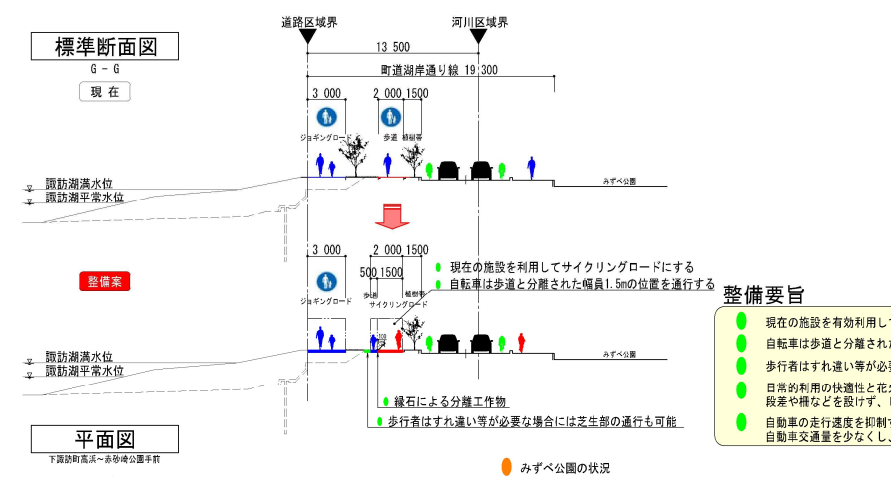 標準断面図
G - G
現 在
道路区域界
河川区域界
13 500
町道湖岸通り線 19 300
3 000
2 000 1500
ジョギングロード
歩道
植樹帯
諏訪湖満水位
諏訪湖平常水位
みずべ公園
整備案
3 000
2 000 1500
500 1500
ジョギングロード
歩道
植樹帯
サイクリングロード
現在の施設を利用してサイクリングロードにする
自転車は歩道と分離された幅員1.5mの位置を通行する
諏訪湖満水位
諏訪湖平常水位
みずべ公園
縁石による分離工作物
歩行者はすれ違い等が必要な場合には芝生部の通行も可能
平面図
下諏訪町高浜～赤砂崎公園手前
みずべ公園の状況
整備要旨
現在の施設を有効利用し
自転車は歩道と分離され
歩行者はすれ違い等が必
日常的利用の快適性と花
段差や柵などを設けず、
自動車の走行速度を抑制
自動車交通量を少なくし、